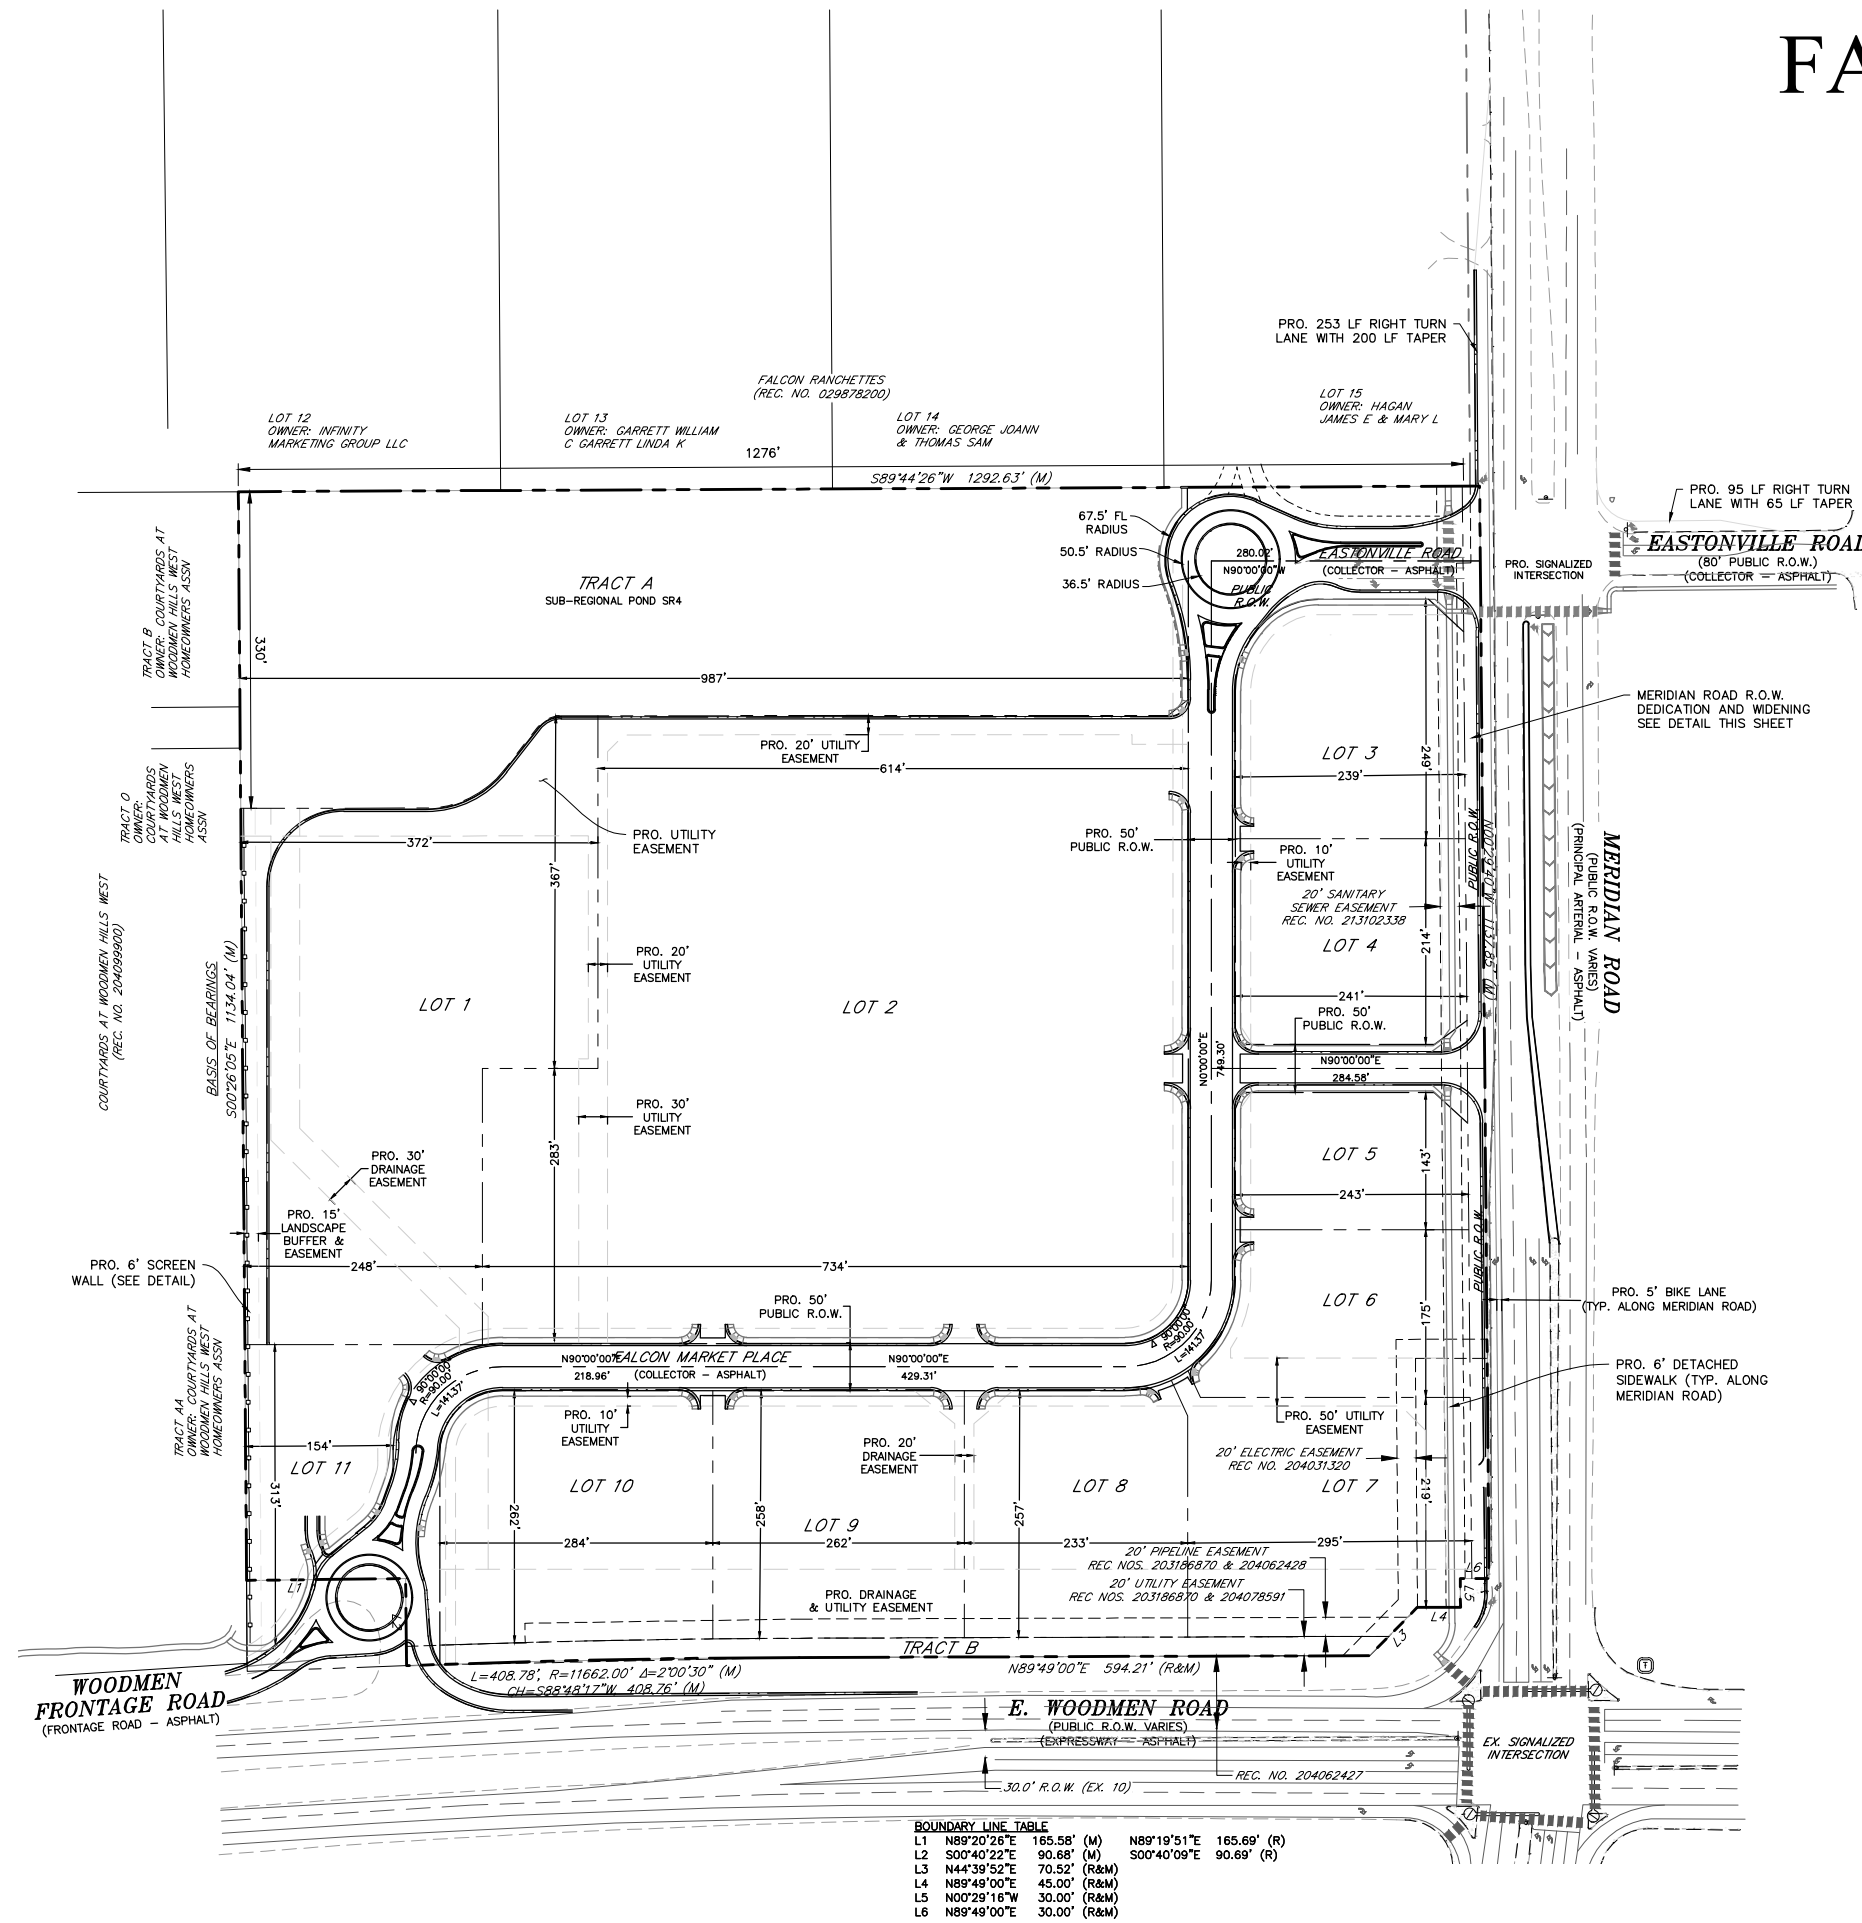 FA
PRO. 253 LF RIGHT TURN
LANE WITH 200 LF TAPER
FALCON RANCHETTES
(REC. NO. 029878200)
LOT 12
OWNER: INFINITY
MARKETING GROUP LLC
LOT 13
OWNER: GARRETT WILLIAM
C GARRETT LINDA K
LOT 14
OWNER: GEORGE JOANN
& THOMAS SAM
LOT 15
OWNER: HAGAN
JAMES E & MARY L
1276'
S89°44'26"W 1292.63' (M)
PRO. 95 LF RIGHT TURN
LANE WITH 65 LF TAPER
EASTONVILLE ROAD
(80' PUBLIC R.O.W.)
(COLLECTOR – ASPHALT)
67.5' FL
RADIUS
50.5' RADIUS
36.5' RADIUS
280.02'
N90°00'00"W
PUBLIC
R.O.W.
EASTONVILLE ROAD
(COLLECTOR – ASPHALT)
PRO. SIGNALIZED
INTERSECTION
TRACT A
SUB-REGIONAL POND SR4
TRACT B
OWNER: COURTYARDS AT
WOODMEN HILLS WEST
HOMEOWNERS ASSN
330'
987'
PRO. 20' UTILITY
EASEMENT
614'
MERIDIAN ROAD R.O.W.
DEDICATION AND WIDENING
SEE DETAIL THIS SHEET
LOT 3
249'
239'
TRACT O
OWNER:
COURTYARDS
AT WOODMEN
HILLS WEST
HOMEOWNERS
ASSN
372'
367'
PRO. UTILITY
EASEMENT
PRO. 50'
PUBLIC R.O.W.
PRO. 10'
UTILITY
EASEMENT
20' SANITARY
SEWER EASEMENT
REC. NO. 213102338
LOT 4
214'
241'
PUBLIC R.O.W.
N00°29'40"W 1137.85' (M)
MERIDIAN ROAD
(PUBLIC R.O.W. VARIES)
(PRINCIPAL ARTERIAL – ASPHALT)
COURTYARDS AT WOODMEN HILLS WEST
(REC. NO. 204099900)
BASIS OF BEARINGS
S00°26'05"E 1134.04' (M)
PRO. 20'
UTILITY
EASEMENT
LOT 1
LOT 2
PRO. 50'
PUBLIC R.O.W.
N0°00'00"E
749.30'
N90°00'00"E
284.58'
PRO. 30'
UTILITY
EASEMENT
283'
LOT 5
143'
243'
PRO. 30'
DRAINAGE
EASEMENT
PRO. 15'
LANDSCAPE
BUFFER &
EASEMENT
PRO. 6' SCREEN
WALL (SEE DETAIL)
248'
734'
PUBLIC R.O.W.
LOT 6
175'
PRO. 5' BIKE LANE
(TYP. ALONG MERIDIAN ROAD)
PRO. 50'
PUBLIC R.O.W.
TRACT AA
OWNER: COURTYARDS AT
WOODMEN HILLS WEST
HOMEOWNERS ASSN
N90°00'00"E
218.96'
FALCON MARKET PLACE
(COLLECTOR – ASPHALT)
N90°00'00"E
429.31'
Δ 90°00'00"
R=90.00'
L=141.37'
Δ 90°00'00"
R=90.00'
L=141.37'
PRO. 6' DETACHED
SIDEWALK (TYP. ALONG
MERIDIAN ROAD)
PRO. 10'
UTILITY
EASEMENT
PRO. 50' UTILITY
EASEMENT
154'
LOT 11
313'
PRO. 20'
DRAINAGE
EASEMENT
20' ELECTRIC EASEMENT
REC NO. 204031320
LOT 10
262'
258'
LOT 9
257'
LOT 8
LOT 7
219'
284'
262'
233'
295'
20' PIPELINE EASEMENT
REC NOS. 203186870 & 204062428
20' UTILITY EASEMENT
REC NOS. 203186870 & 204078591
L1
L6
L5
L4
L3
PRO. DRAINAGE
& UTILITY EASEMENT
TRACT B
L=408.78', R=11662.00' Δ=2°00'30" (M)
CH=S88°48'17"W 408.76' (M)
N89°49'00"E 594.21' (R&M)
WOODMEN
FRONTAGE ROAD
(FRONTAGE ROAD – ASPHALT)
E. WOODMEN ROAD
(PUBLIC R.O.W. VARIES)
(EXPRESSWAY – ASPHALT)
EX. SIGNALIZED
INTERSECTION
REC. NO. 204062427
30.0' R.O.W. (EX. 10)
BOUNDARY LINE TABLE
L1 N89°20'26"E 165.58' (M) N89°19'51"E 165.69' (R)
L2 S00°40'22"E 90.68' (M) S00°40'09"E 90.69' (R)
L3 N44°39'52"E 70.52' (R&M)
L4 N89°49'00"E 45.00' (R&M)
L5 N00°29'16"W 30.00' (R&M)
L6 N89°49'00"E 30.00' (R&M)